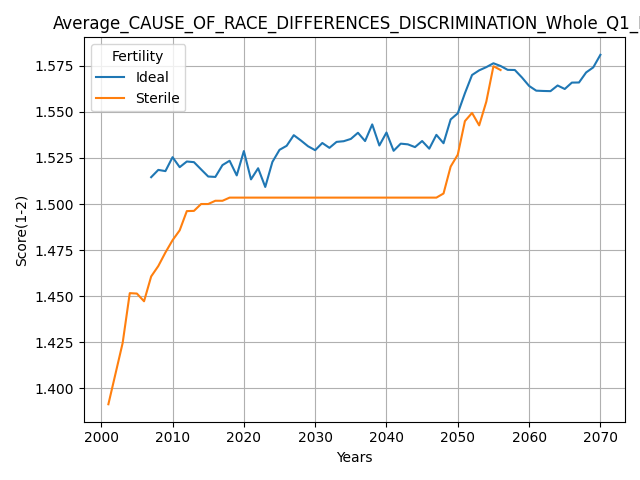 Average_CAUSE_OF_RACE_DIFFERENCES_DISCRIMINATION_Whole_Q1_
Fertility
Ideal
Sterile
Score(1-2)
1.575
1.550
1.525
1.500
1.475
1.450
1.425
1.400
2000 2010 2020 2030 2040 2050 2060 2070
Years